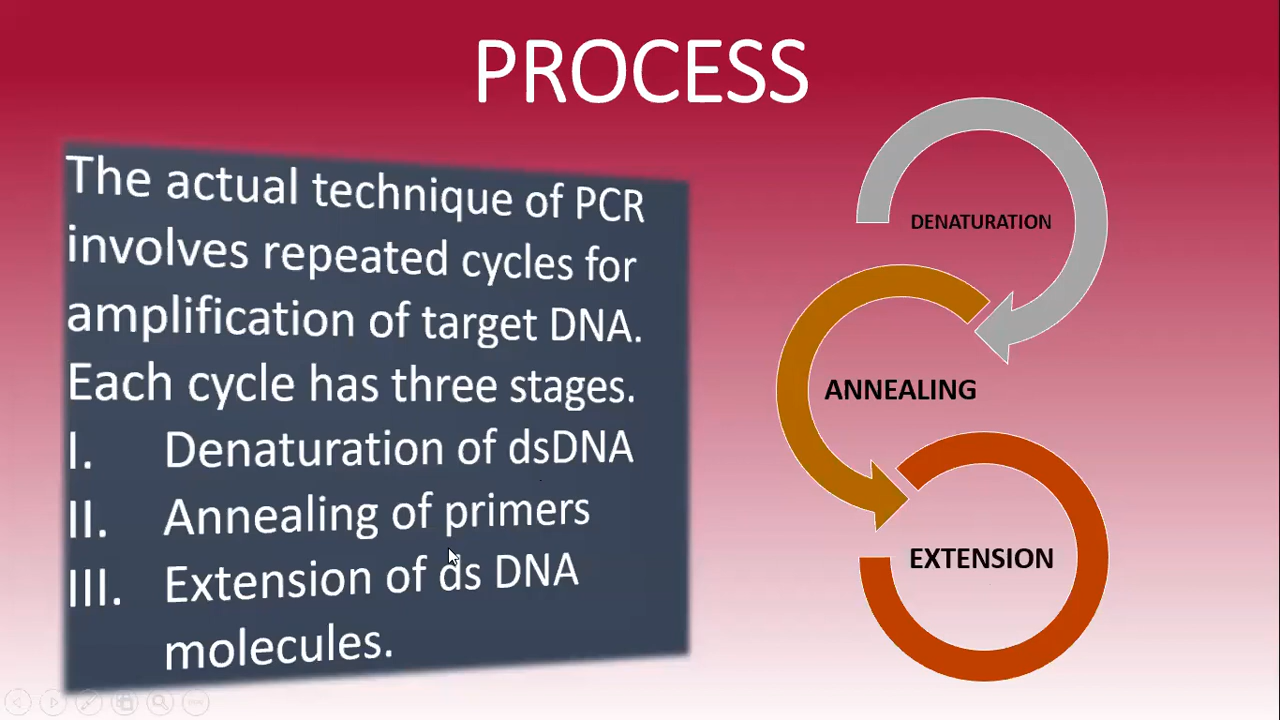 PROCESS
The actual technique of PCR
involves repeated cycles for
amplification of target DNA.
Each cycle has three stages.
I. Denaturation of dsDNA
II. Annealing of primers
III. Extension of ds DNA
molecules.
DENATURATION
ANNEALING
EXTENSION